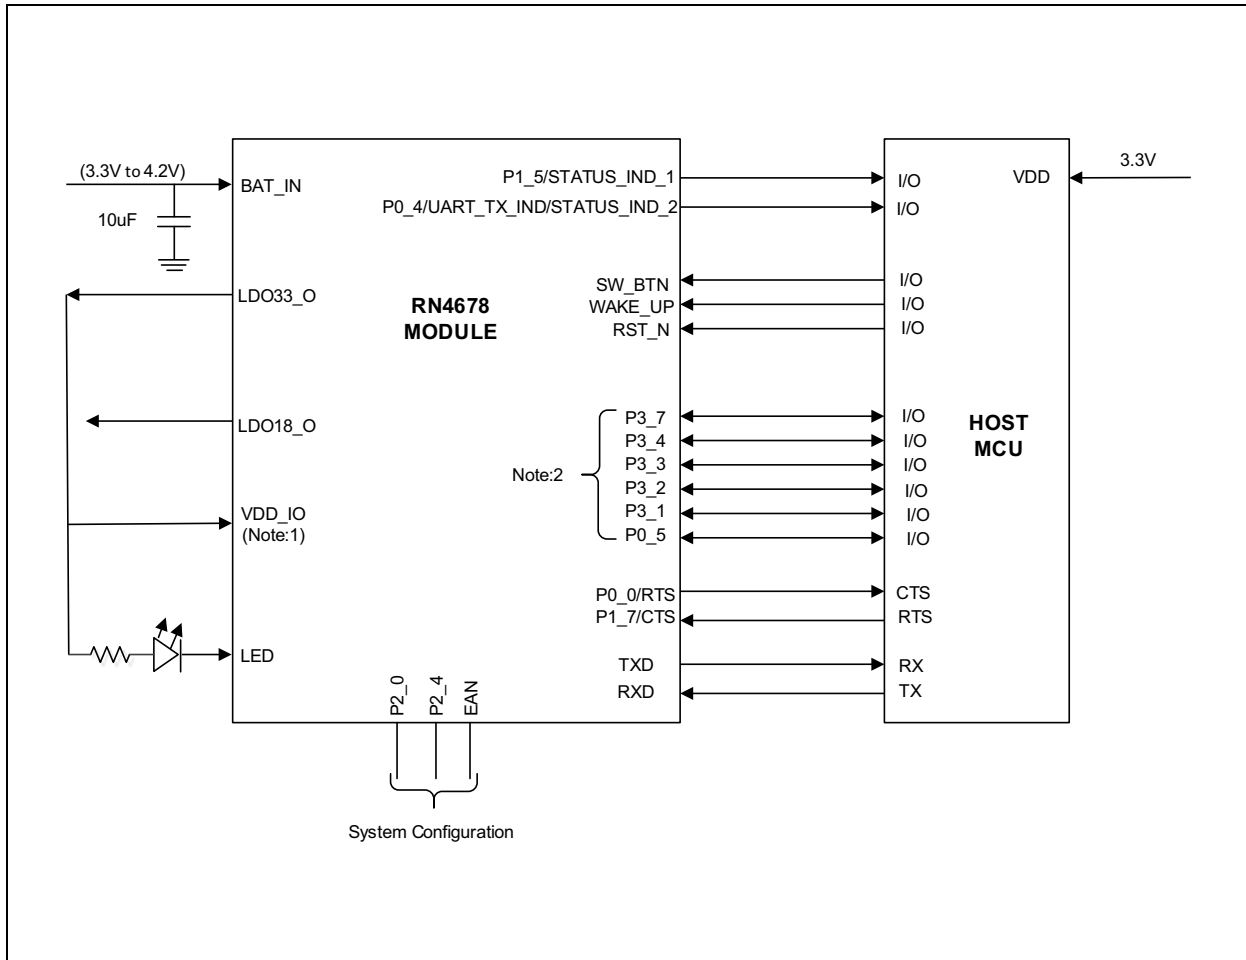 (3.3V to 4.2V)
10uF
BAT_IN
LDO33_O
LDO18_O
VDD_IO
(Note:1)
LED
RN4678
MODULE
P2_0
P2_4
EAN
System Configuration
P1_5/STATUS_IND_1
P0_4/UART_TX_IND/STATUS_IND_2
SW_BTN
WAKE_UP
RST_N
Note:2
P3_7
P3_4
P3_3
P3_2
P3_1
P0_5
P0_0/RTS
P1_7/CTS
TXD
RXD
I/O
I/O
I/O
I/O
I/O
I/O
I/O
I/O
I/O
I/O
I/O
CTS
RTS
RX
TX
HOST
MCU
VDD
3.3V